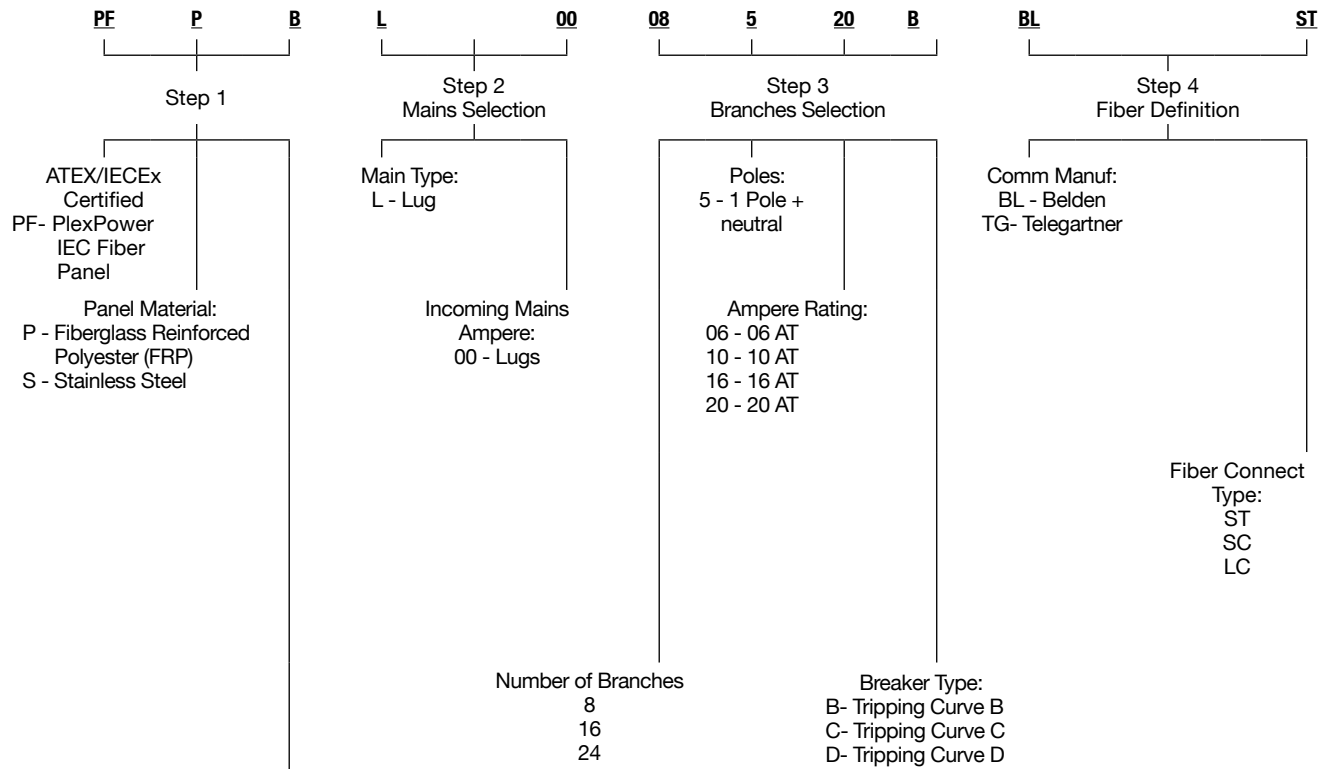 PF P B L 00 08 5 20 B BL ST
Step 1
Step 2
Mains Selection
Step 3
Branches Selection
Step 4
Fiber Definition
ATEX/IECEx
Certified
PF- PlexPower
IEC Fiber
Panel
Panel Material:
P - Fiberglass Reinforced
Polyester (FRP)
S - Stainless Steel
Main Type:
L - Lug
Incoming Mains
Ampere:
00 - Lugs
Poles:
5 - 1 Pole +
neutral
Ampere Rating:
06 - 06 AT
10 - 10 AT
16 - 16 AT
20 - 20 AT
Comm Manuf:
BL - Belden
TG- Telegartner
Fiber Connect
Type:
ST
SC
LC
Number of Branches
8
16
24
Breaker Type:
B- Tripping Curve B
C- Tripping Curve C
D- Tripping Curve D